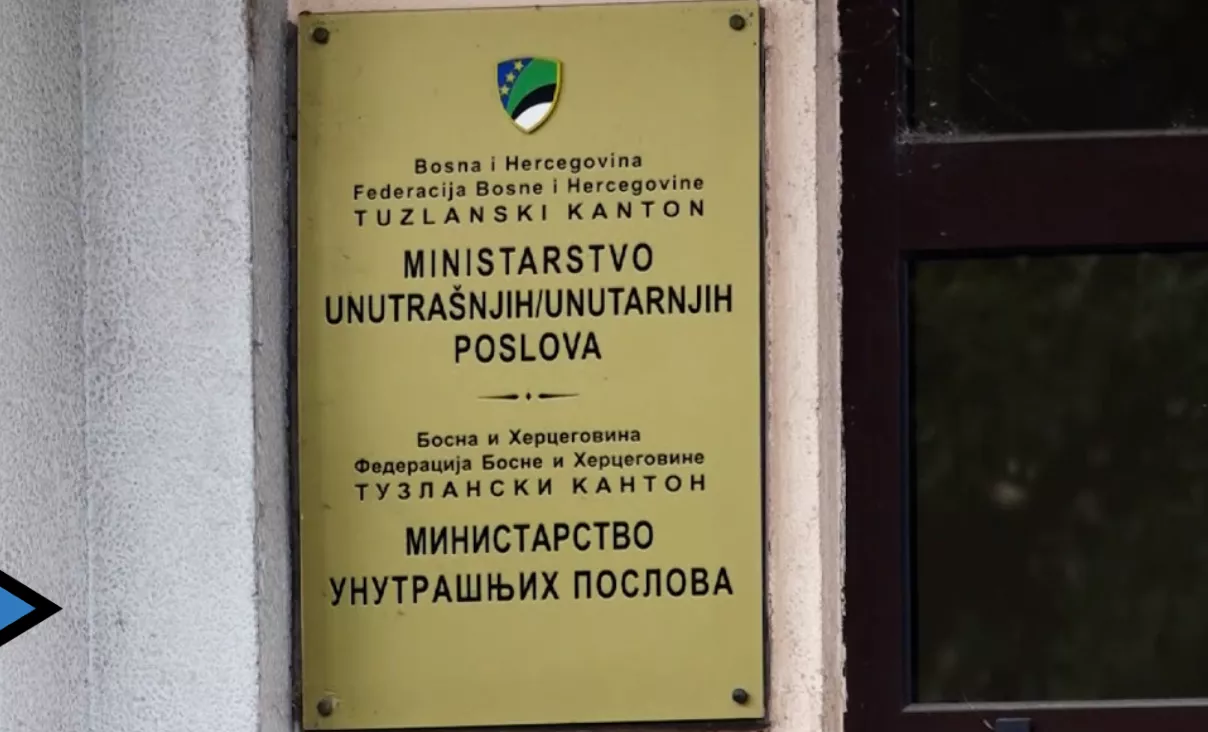 Bosna i Hercegovina
Federacija Bosne i Hercegovine
TUZLANSKI KANTON
MINISTARSTVO
UNUTRAŠNJIH/UNUTARNJIH
POSLOVA
Босна и Херцеговина
Федерација Босне и Херцеговине
ТУЗЛАНСКИ КАНТОН
МИНИСТАРСТВО
УНУТРАШЊИХ ПОСЛОВА